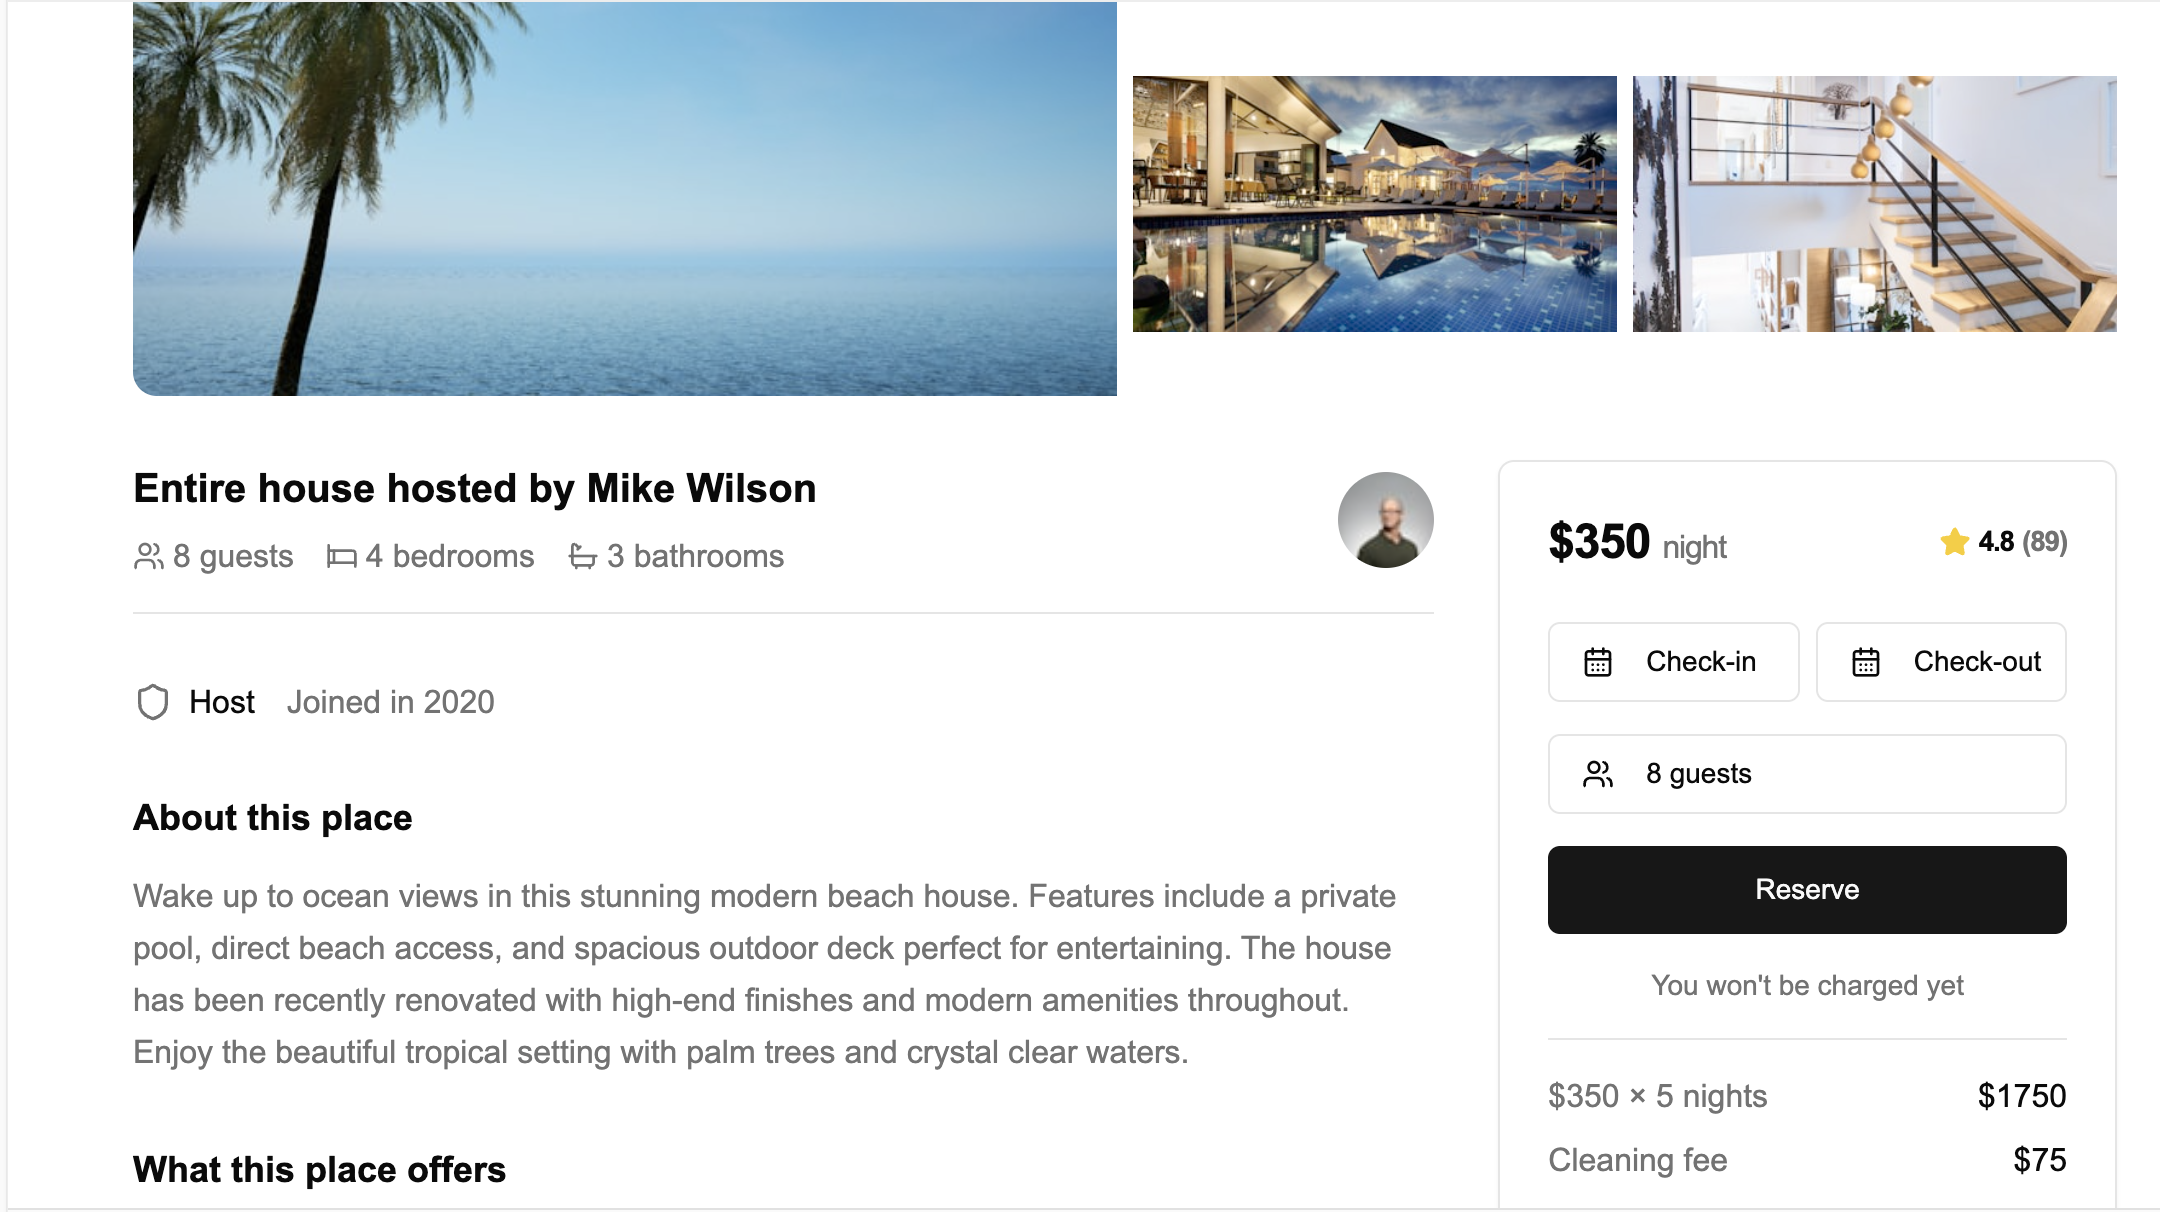 Entire house hosted by Mike Wilson
8 guests 4 bedrooms 3 bathrooms
Host Joined in 2020
About this place
Wake up to ocean views in this stunning modern beach house. Features include a private
pool, direct beach access, and spacious outdoor deck perfect for entertaining. The house
has been recently renovated with high-end finishes and modern amenities throughout.
Enjoy the beautiful tropical setting with palm trees and crystal clear waters.
What this place offers
$350 night 4.8 (89)
Check-in Check-out
8 guests
Reserve
You won't be charged yet
$350 × 5 nights $1750
Cleaning fee $75